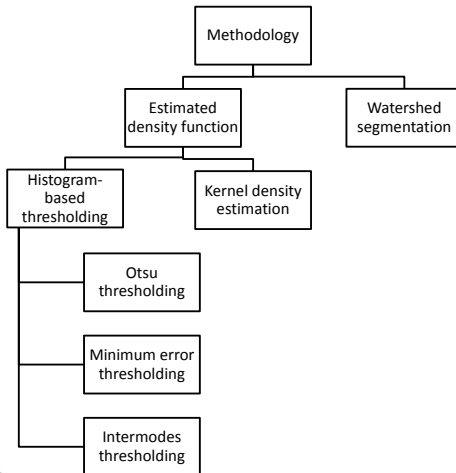 Methodology
Estimated
density function
Watershed
segmentation
Histogram-
based
thresholding
Kernel density
estimation
Otsu
thresholding
Minimum error
thresholding
Intermodes
thresholding